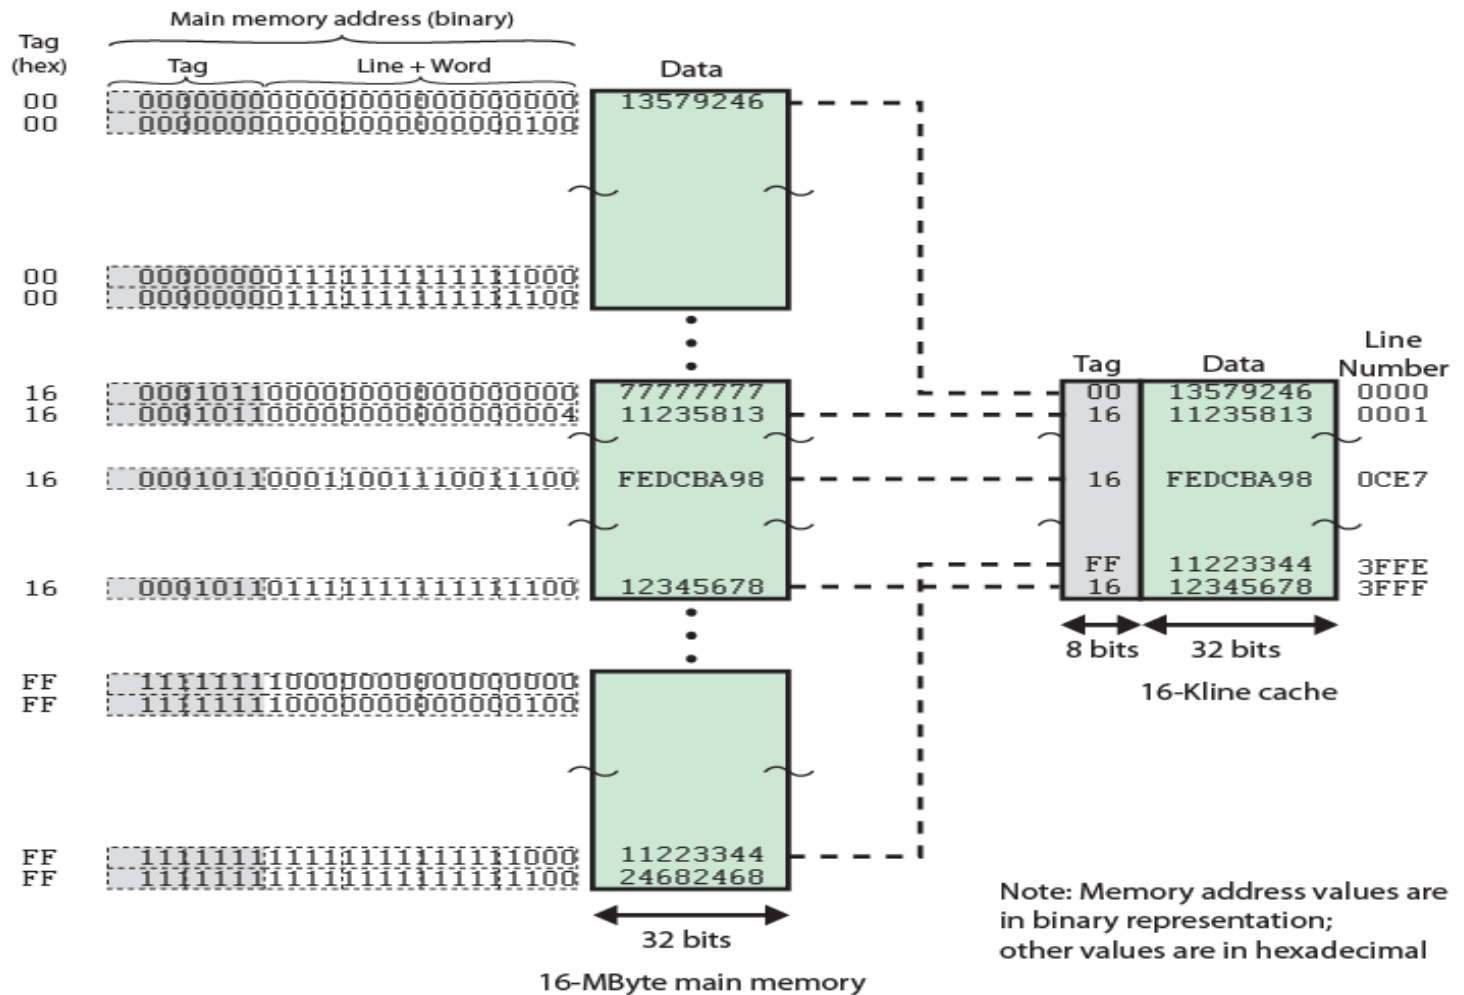 Main memory address (binary)
Tag
(hex)
Tag Line + Word Data
00 000000000000000000000000 13579246
00 000000000000000000000100
00 000000001111111111111000
00 000000001111111111111100
Line
Tag Data Number
16 000101100000000000000000 77777777 00 13579246 0000
16 000101100000000000000004 11235813 16 11235813 0001
16 000101100011001110011100 FEDCBA98 16 FEDCBA98 0CE7
FF 11223344 3FFE
16 000101101111111111111100 12345678 16 12345678 3FFF
8 bits 32 bits
16-Kline cache
FF 111111110000000000000000
FF 111111110000000000000100
FF 111111111111111111111000 11223344
FF 111111111111111111111100 24682468
32 bits
16-MByte main memory
Note: Memory address values are
in binary representation;
other values are in hexadecimal